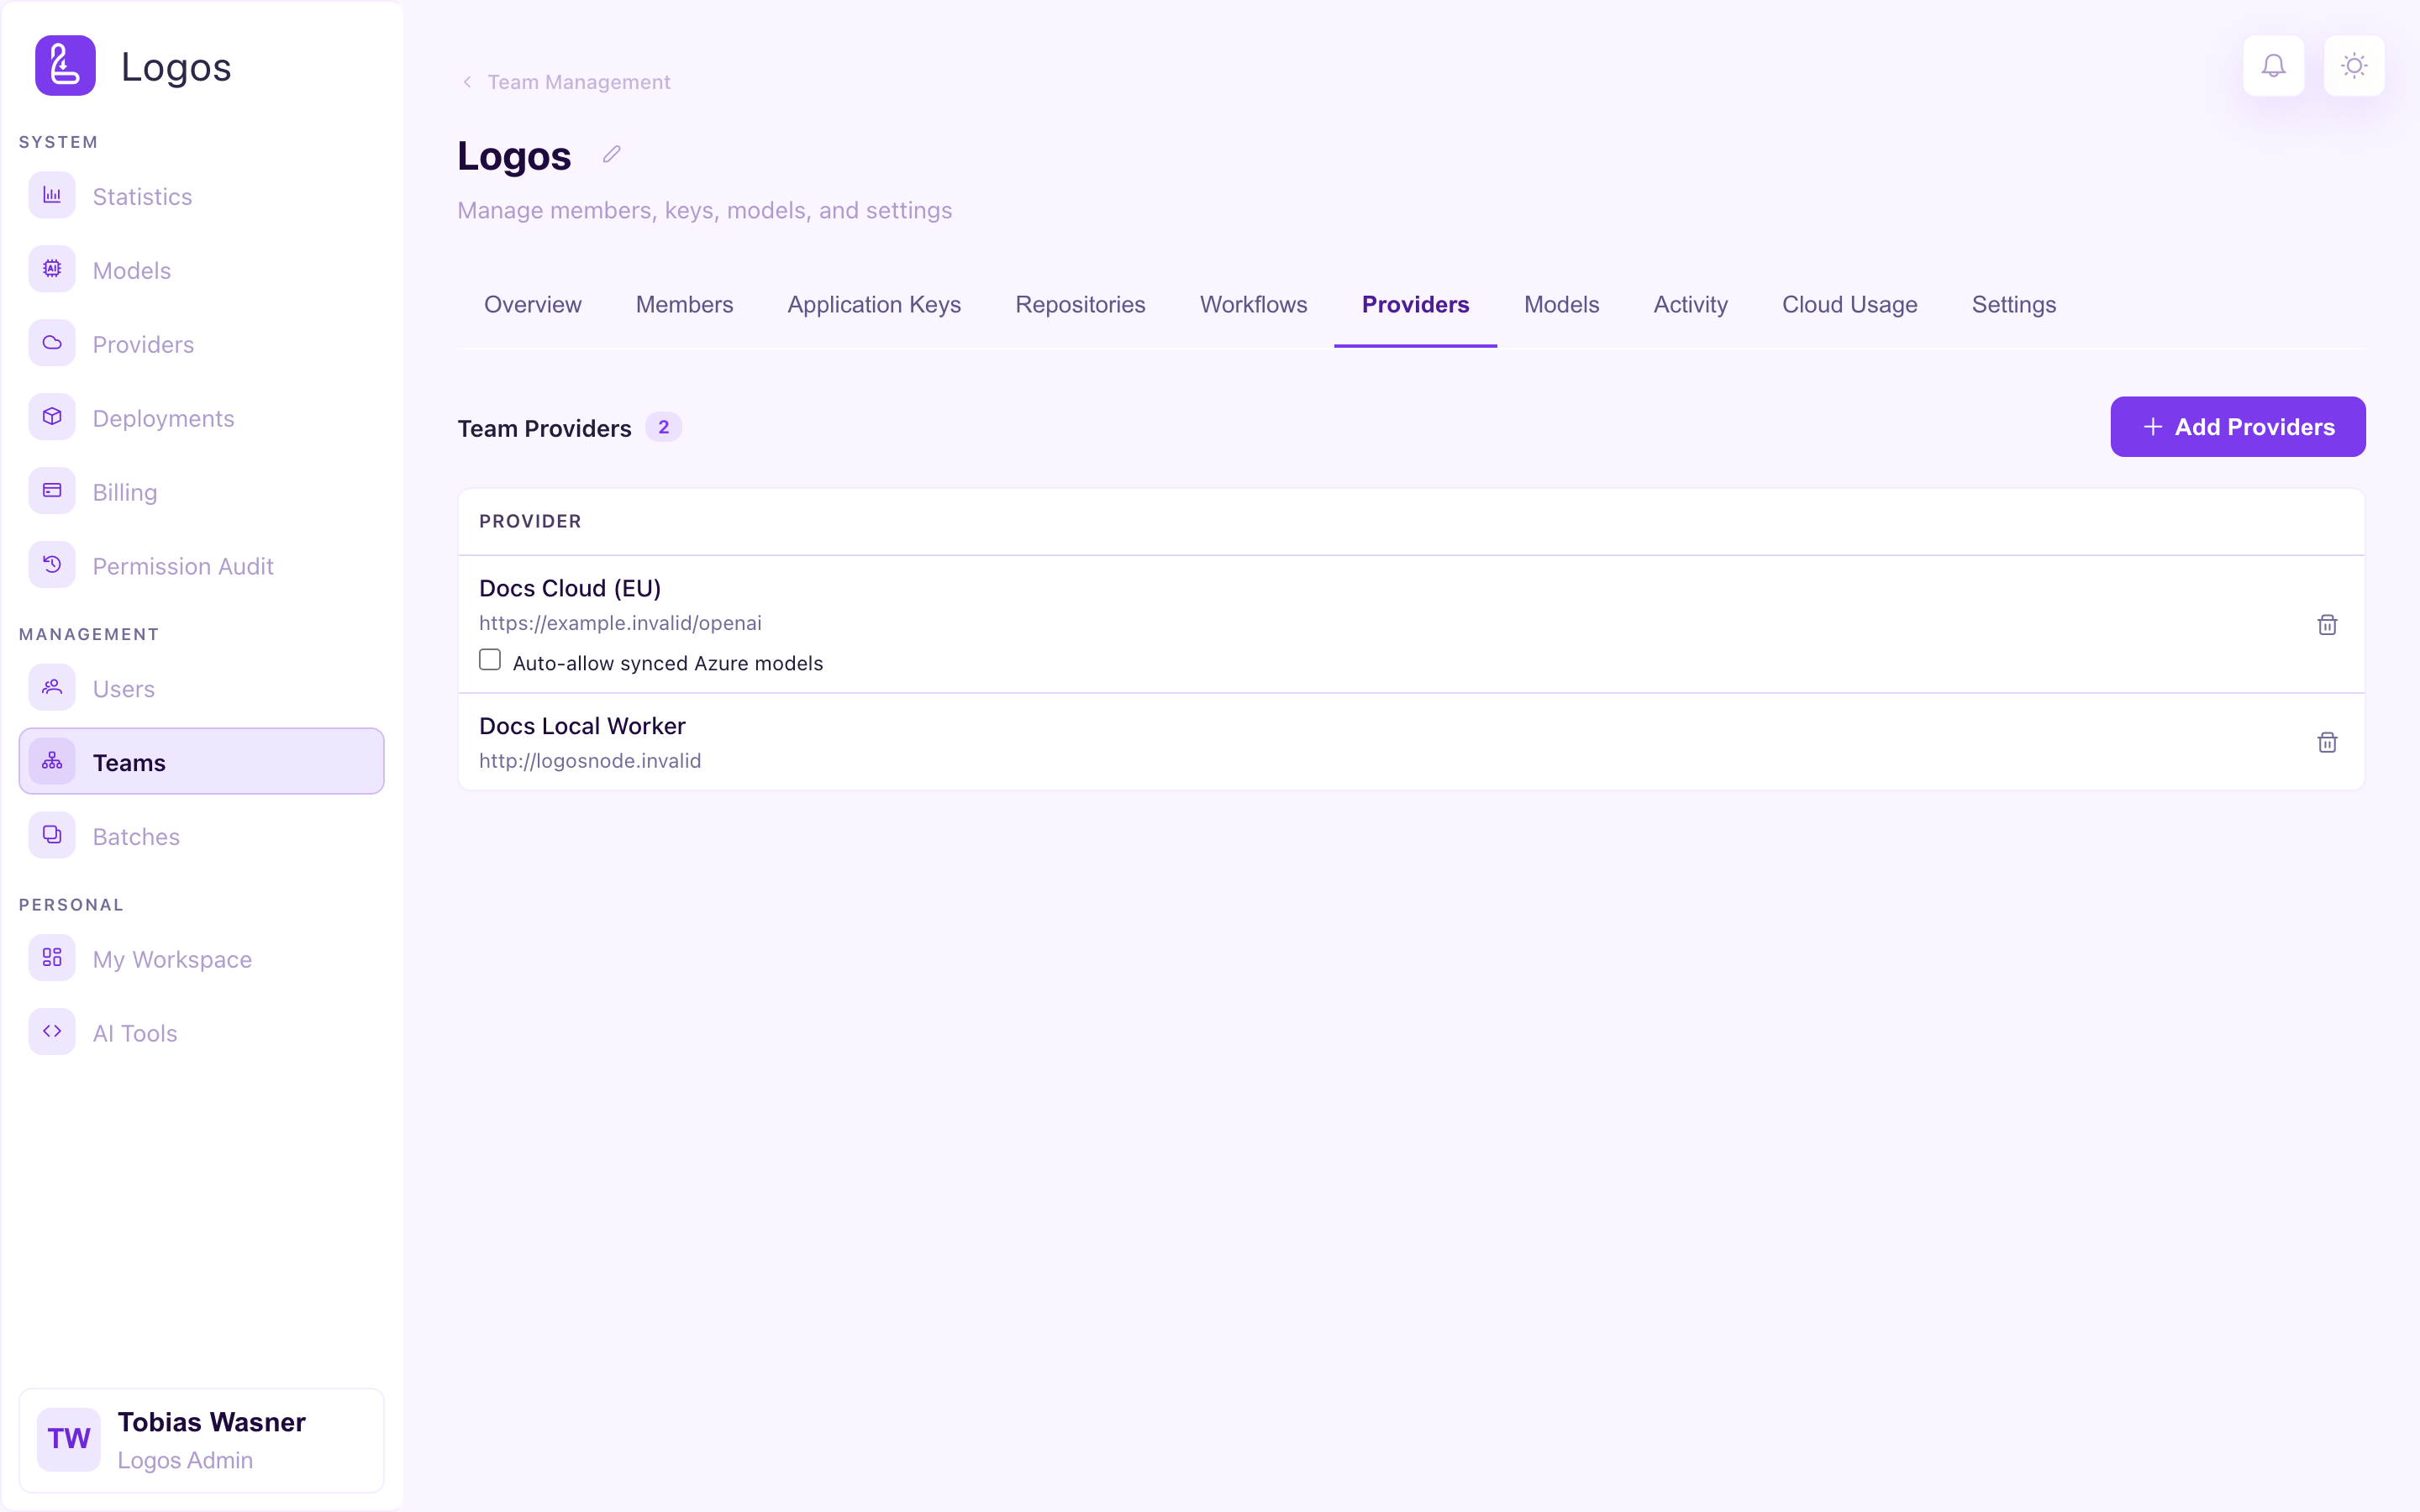 Logos
SYSTEM
Statistics
Models
Providers
Deployments
Billing
Permission Audit
MANAGEMENT
Users
Teams
Batches
PERSONAL
My Workspace
AI Tools
TW
Tobias Wasner
Logos Admin
Team Management
Logos
Manage members, keys, models, and settings
Overview Members Application Keys Repositories Workflows Providers Models Activity Cloud Usage Settings
Team Providers 2
Add Providers
PROVIDER
Docs Cloud (EU)
https://example.invalid/openai
Auto-allow synced Azure models
Docs Local Worker
http://logosnode.invalid